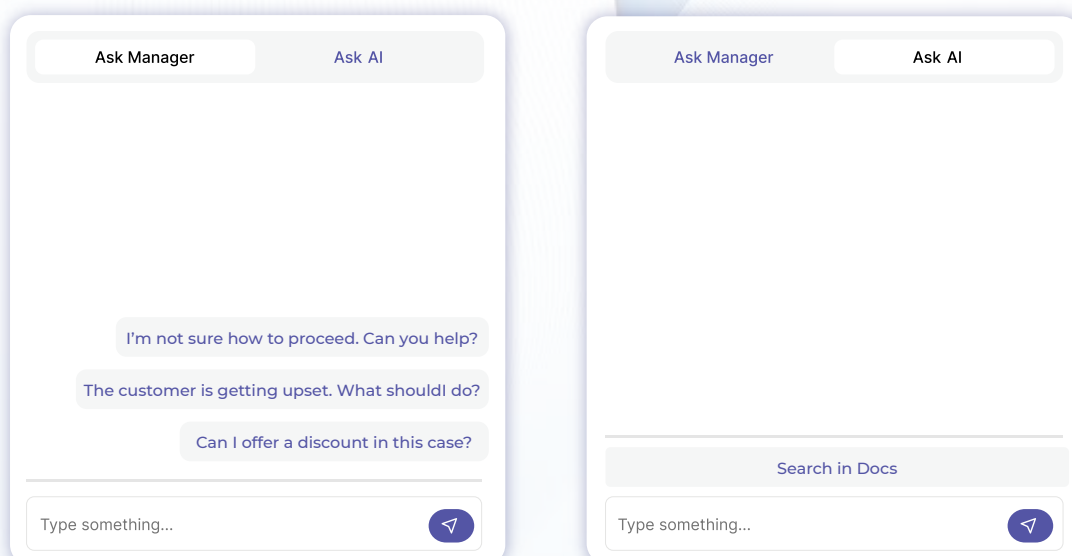 Ask Manager
Ask AI
I’m not sure how to proceed. Can you help?
The customer is getting upset. What shouldI do?
Can I offer a discount in this case?
Type something...
Ask Manager
Ask AI
Search in Docs
Type something...